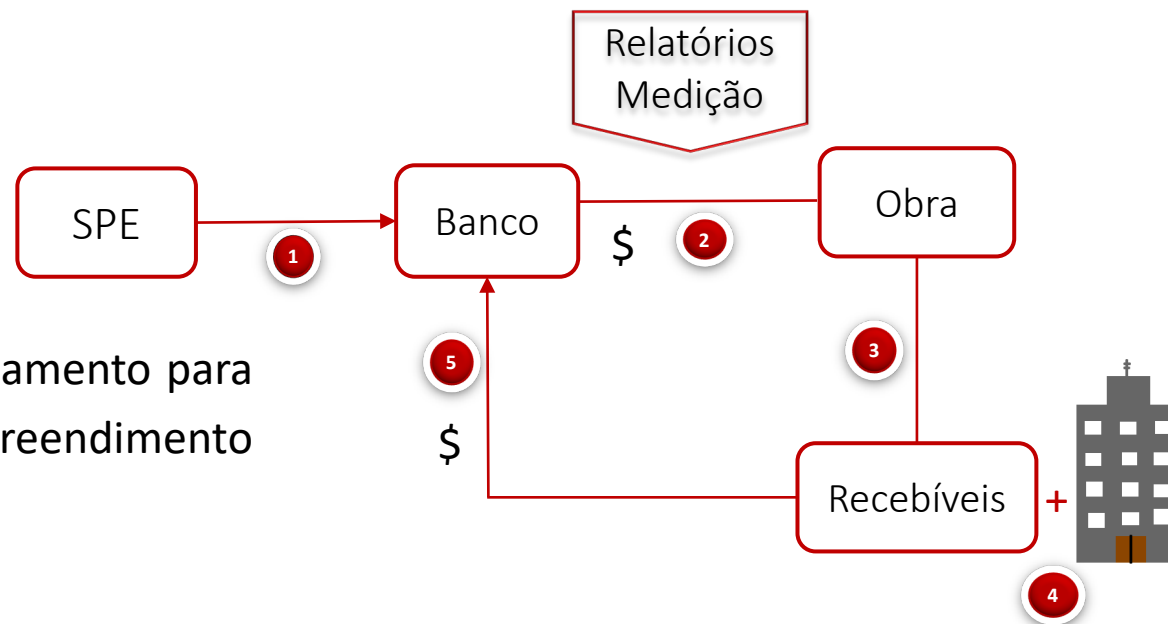 Relatórios
Medição
SPE
Banco
Obra
$
2
1
3
5
amento para
reendimento
$
Recebíveis
+
4